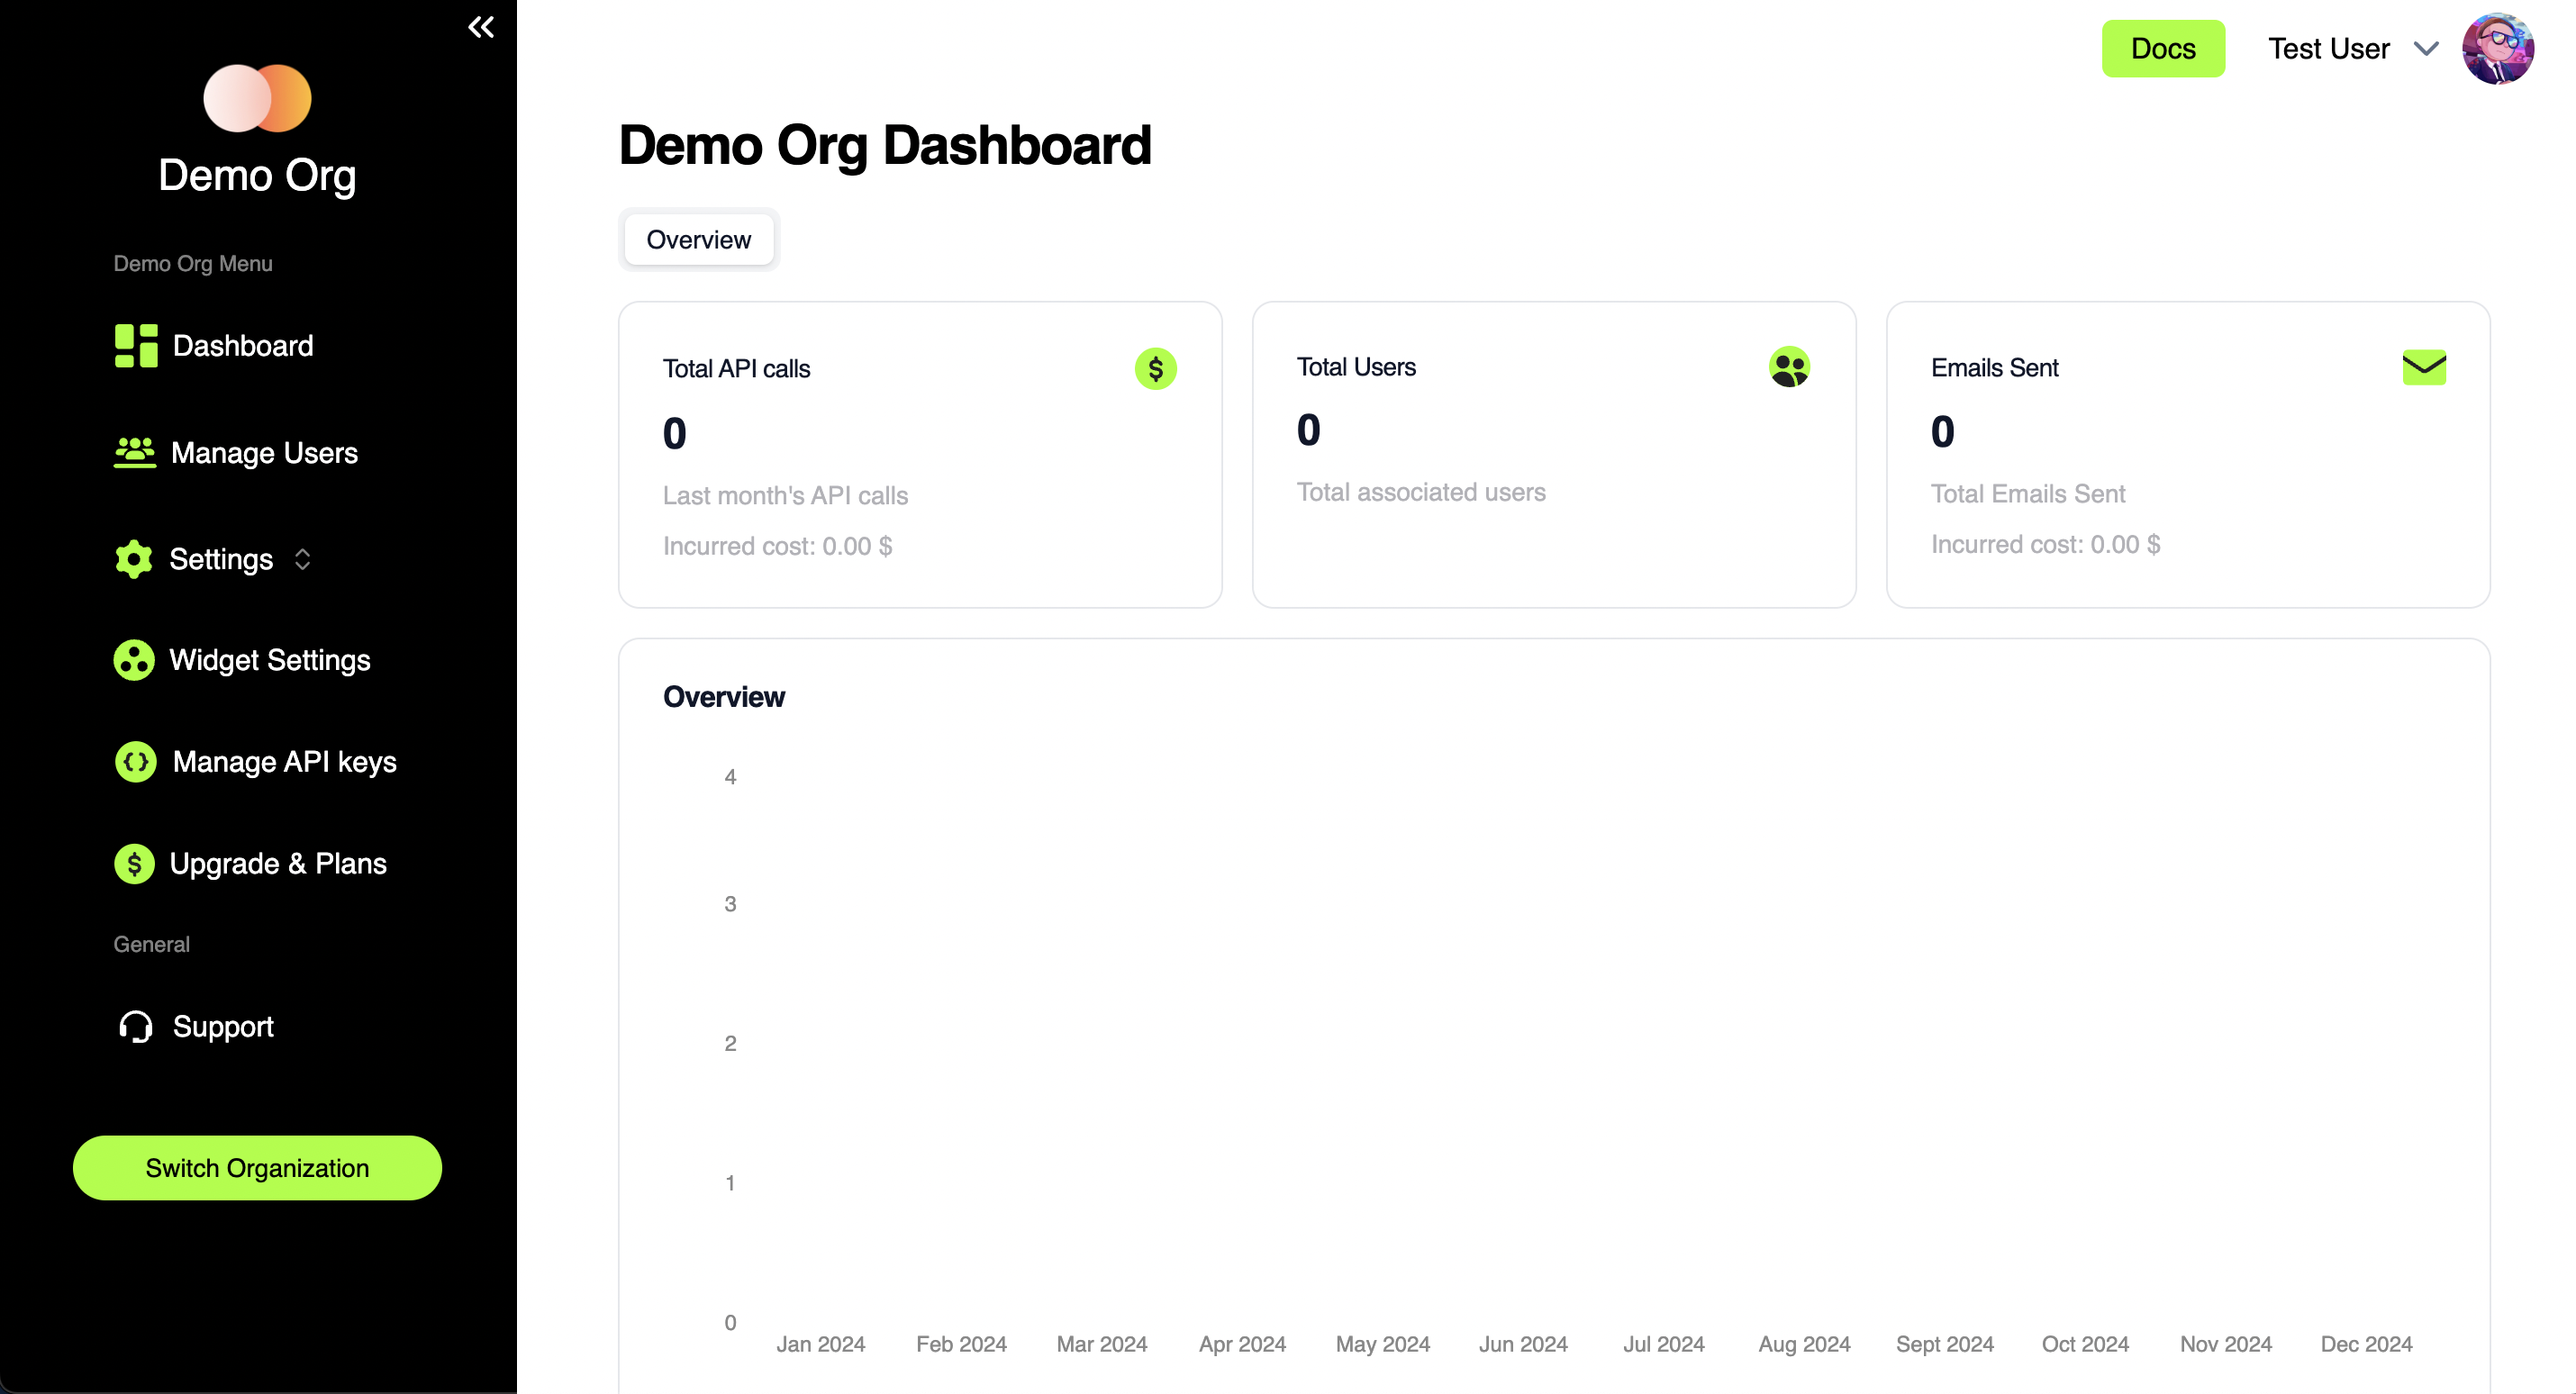 Demo Org
Demo Org Menu
Dashboard
Manage Users
Settings
Widget Settings
Manage API keys
Upgrade & Plans
General
Support
Switch Organization
Docs
Test User
Demo Org Dashboard
Overview
Total API calls
0
Last month's API calls
Incurred cost: 0.00 $
Total Users
0
Total associated users
Emails Sent
0
Total Emails Sent
Incurred cost: 0.00 $
Overview
4
3
2
1
0
Jan 2024 Feb 2024 Mar 2024 Apr 2024 May 2024 Jun 2024 Jul 2024 Aug 2024 Sept 2024 Oct 2024 Nov 2024 Dec 2024